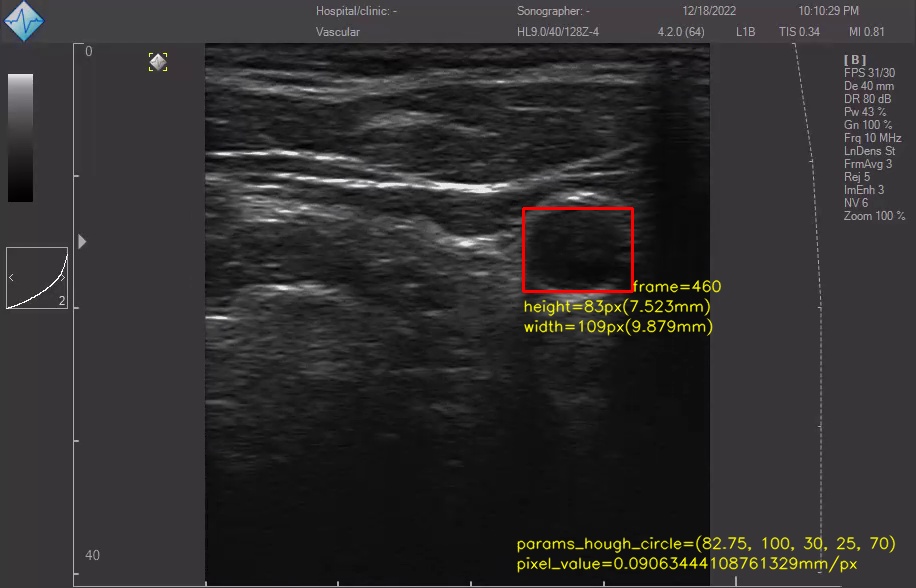 Hospital/clinic: - Sonographer: - 12/18/2022 10:10:29 PM
Vascular HL9.0/40/128Z-4 4.2.0 (64) L1B TIS 0.34 MI 0.81
0
[ B ]
FPS 31/30
De 40 mm
DR 80 dB
Pw 43 %
Gn 100 %
Frq 10 MHz
LnDens St
FrmAvg 3
Rej 5
ImEnh 3
NV 6
Zoom 100 %
2
frame=460
height=83px(7.523mm)
width=109px(9.879mm)
40
params_hough_circle=(82.75, 100, 30, 25, 70)
pixel_value=0.09063444108761329mm/px